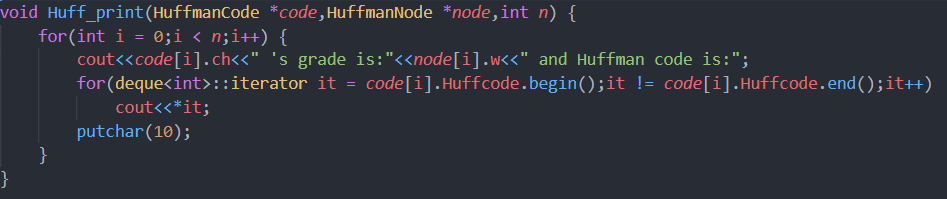 void Huff_print(HuffmanCode *code,HuffmanNode *node,int n) {
    for(int i = 0;i < n;i++) {
        cout<<code[i].ch<<" 's grade is:"<<node[i].w<<" and Huffman code is:";
        for(deque<int>::iterator it = code[i].Huffcode.begin();it != code[i].Huffcode.end();it++)
            cout<<*it;
        putchar(10);
    }
}